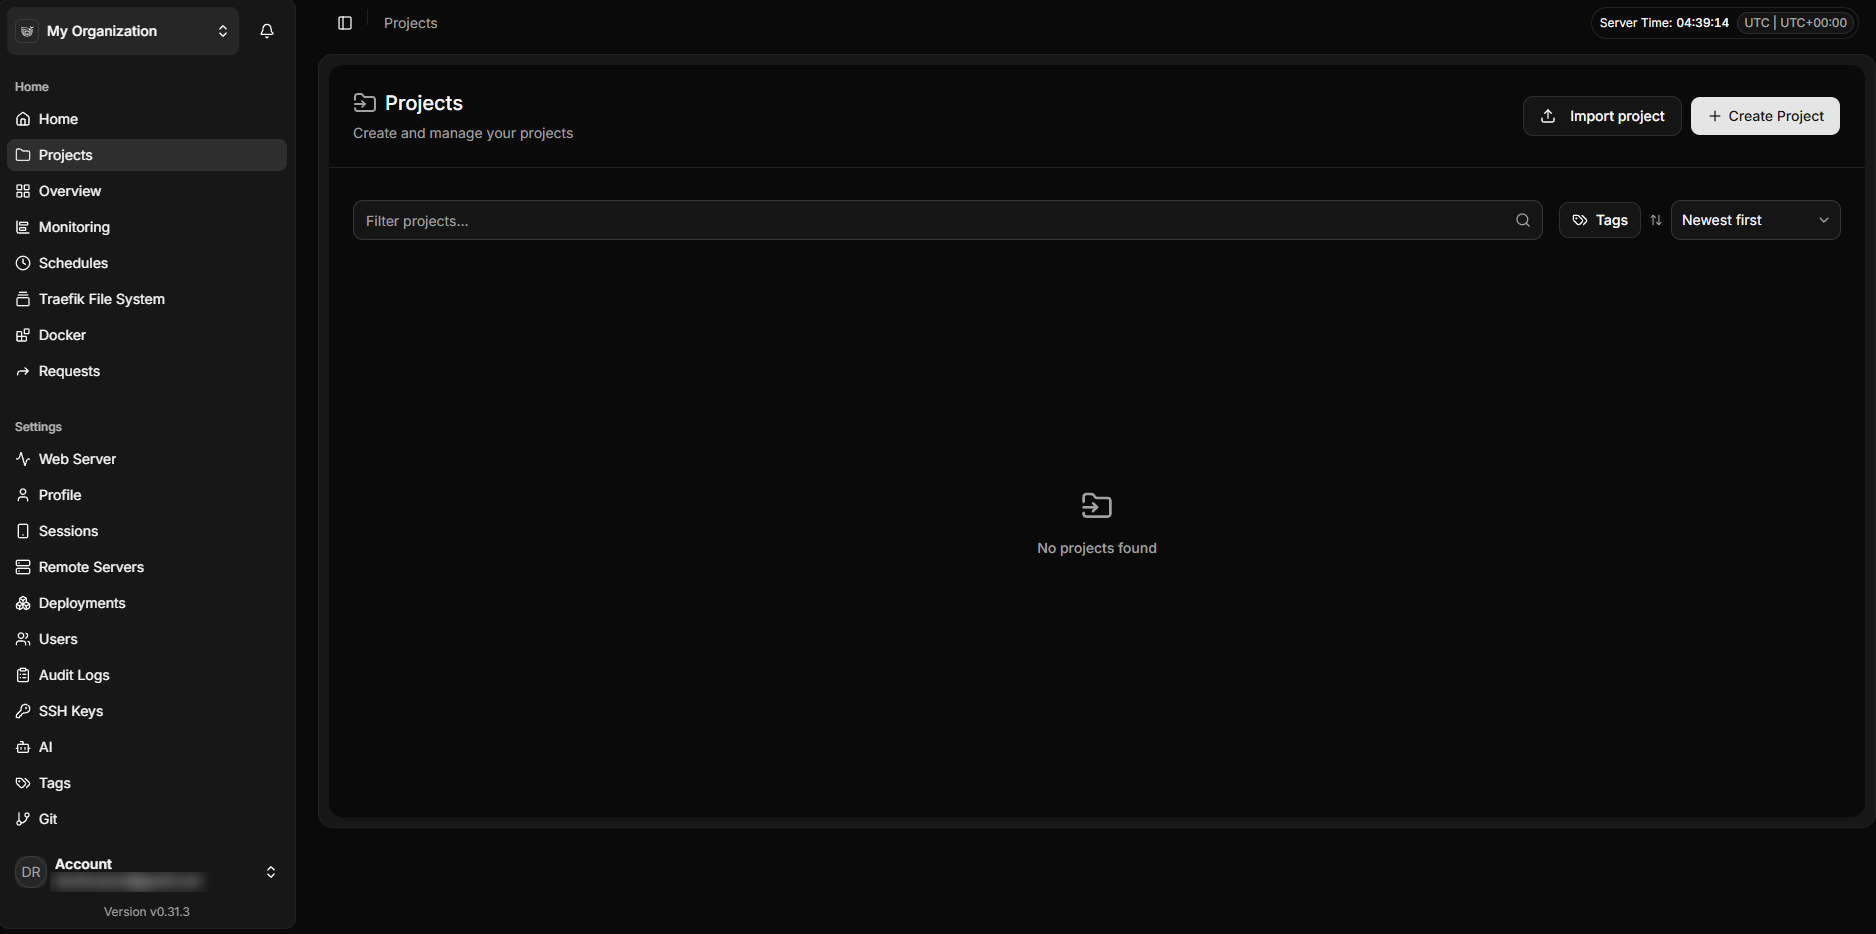 My Organization
Projects
Server Time: 04:39:14
UTC | UTC+00:00
Home
Home
Projects
Overview
Monitoring
Schedules
Traefik File System
Docker
Requests
Settings
Web Server
Profile
Sessions
Remote Servers
Deployments
Users
Audit Logs
SSH Keys
AI
Tags
Git
DR
Account
Version v0.31.3
Projects
Create and manage your projects
Import project
Create Project
Filter projects...
Tags
Newest first
No projects found